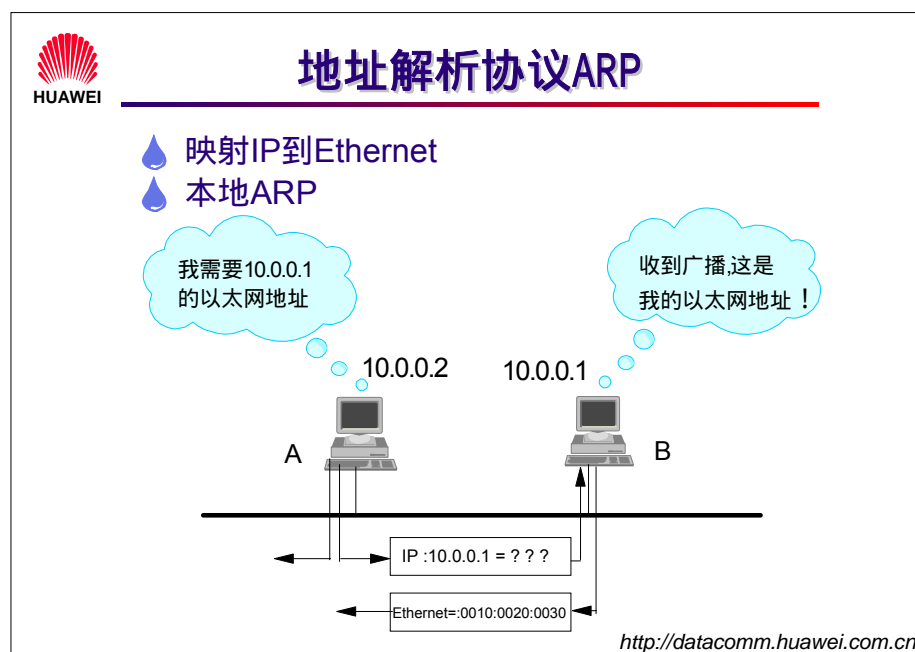 HUAWEI
地址解析协议ARP
映射IP到Ethernet
本地ARP
我需要10.0.0.1
的以太网地址
收到广播,这是
我的以太网地址！
10.0.0.2
10.0.0.1
A
B
IP :10.0.0.1 = ? ? ?
Ethernet=:0010:0020:0030
http://datacomm.huawei.com.cn